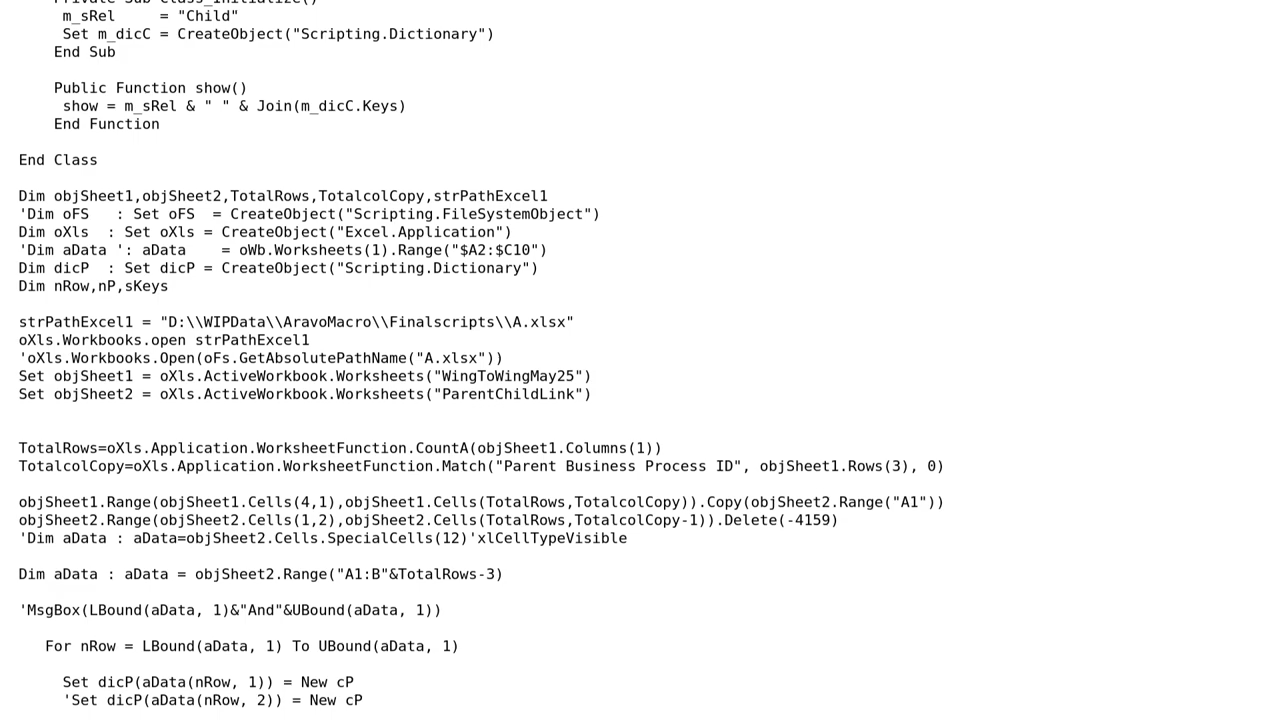 Private Sub Class_Initialize()
m_sRel     = "Child"
Set m_dicC = CreateObject("Scripting.Dictionary")
End Sub
Public Function show()
show = m_sRel & " " & Join(m_dicC.Keys)
End Function
End Class
Dim objSheet1,objSheet2,TotalRows,TotalcolCopy,strPathExcel1
'Dim oFS   : Set oFS  = CreateObject("Scripting.FileSystemObject")
Dim oXls  : Set oXls = CreateObject("Excel.Application")
'Dim aData ': aData    = oWb.Worksheets(1).Range("$A2:$C10")
Dim dicP  : Set dicP = CreateObject("Scripting.Dictionary")
Dim nRow,nP,sKeys
strPathExcel1 = "D:\\WIPData\\AravoMacro\\Finalscripts\\A.xlsx"
oXls.Workbooks.open strPathExcel1
'oXls.Workbooks.Open(oFs.GetAbsolutePathName("A.xlsx"))
Set objSheet1 = oXls.ActiveWorkbook.Worksheets("WingToWingMay25")
Set objSheet2 = oXls.ActiveWorkbook.Worksheets("ParentChildLink")
TotalRows=oXls.Application.WorksheetFunction.CountA(objSheet1.Columns(1))
TotalcolCopy=oXls.Application.WorksheetFunction.Match("Parent Business Process ID", objSheet1.Rows(3), 0)
objSheet1.Range(objSheet1.Cells(4,1),objSheet1.Cells(TotalRows,TotalcolCopy)).Copy(objSheet2.Range("A1"))
objSheet2.Range(objSheet2.Cells(1,2),objSheet2.Cells(TotalRows,TotalcolCopy-1)).Delete(-4159)
'Dim aData : aData=objSheet2.Cells.SpecialCells(12)'xlCellTypeVisible
Dim aData : aData = objSheet2.Range("A1:B"&TotalRows-3)
'MsgBox(LBound(aData, 1)&"And"&UBound(aData, 1))
For nRow = LBound(aData, 1) To UBound(aData, 1)
Set dicP(aData(nRow, 1)) = New cP
'Set dicP(aData(nRow, 2)) = New cP